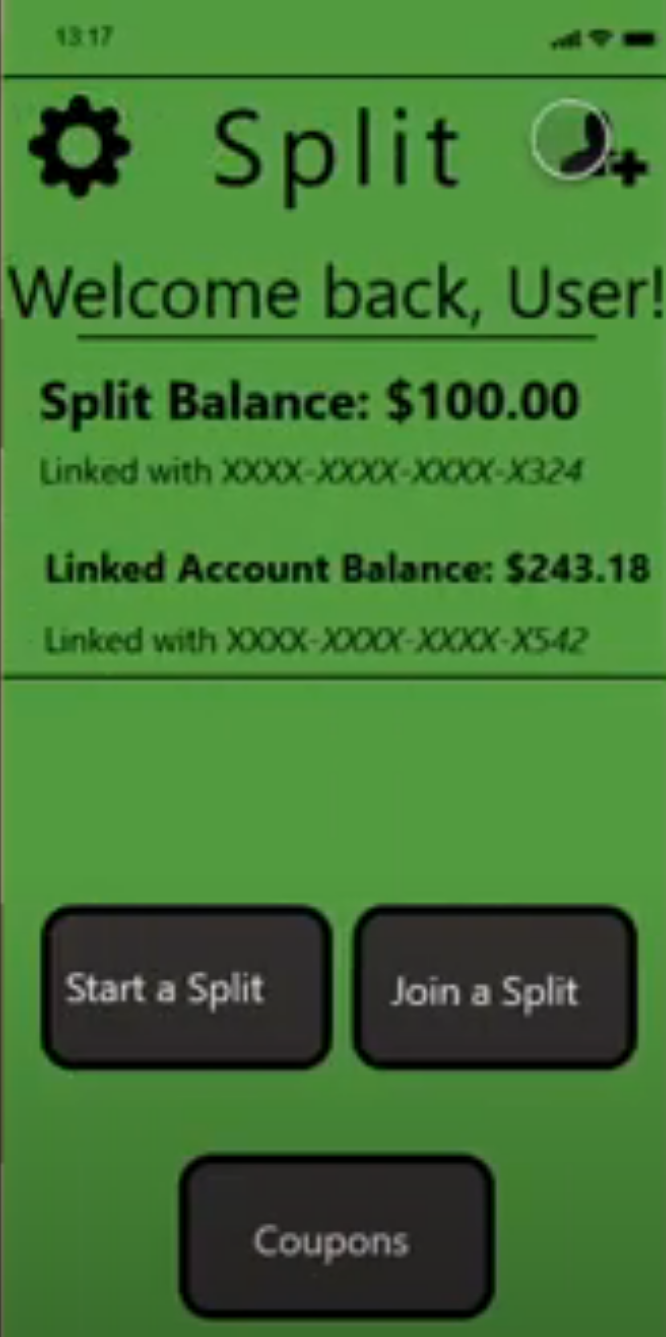 13:17
Split
Welcome back, User!
Split Balance: $100.00
Linked with XXXX-XXXX-XXXX-X324
Linked Account Balance: $243.18
Linked with XXXX-XXXX-XXXX-X542
Start a Split
Join a Split
Coupons